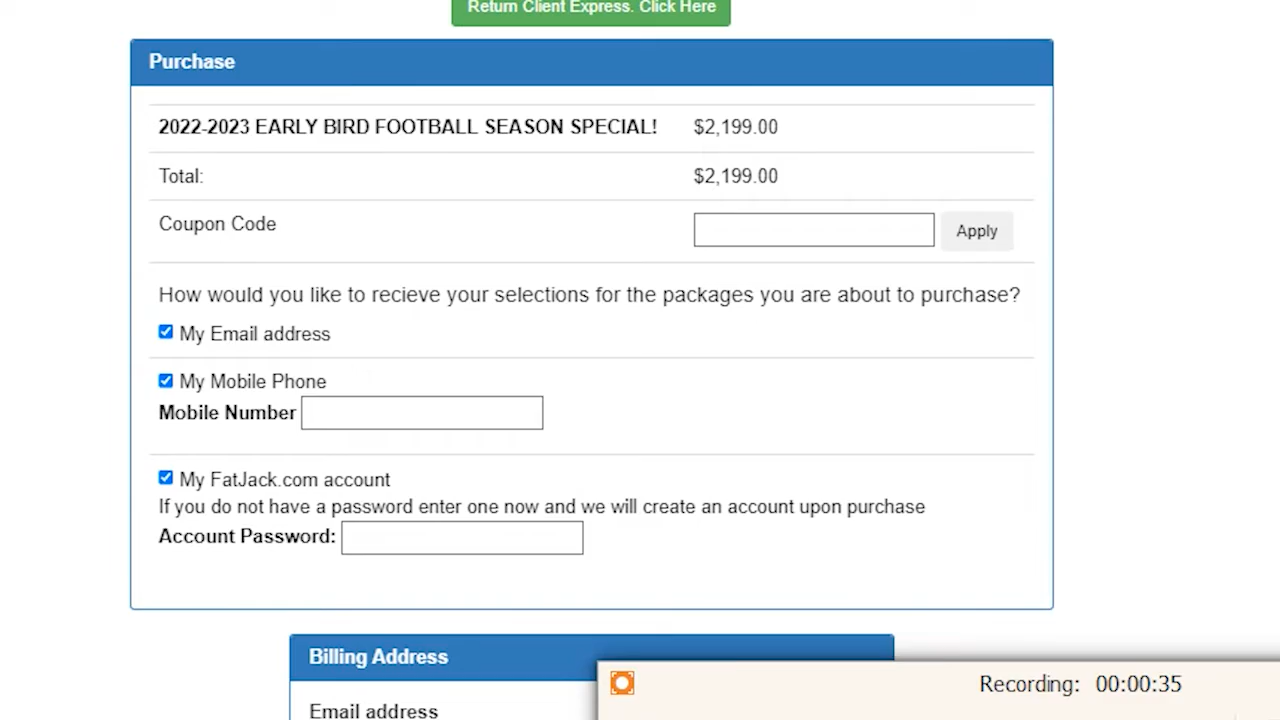 Return Client Express. Click Here
Purchase
2022-2023 EARLY BIRD FOOTBALL SEASON SPECIAL! $2,199.00
Total: $2,199.00
Coupon Code Apply
How would you like to recieve your selections for the packages you are about to purchase?
My Email address
My Mobile Phone
Mobile Number
My FatJack.com account
If you do not have a password enter one now and we will create an account upon purchase
Account Password:
Billing Address
Email address
Recording: 00:00:35